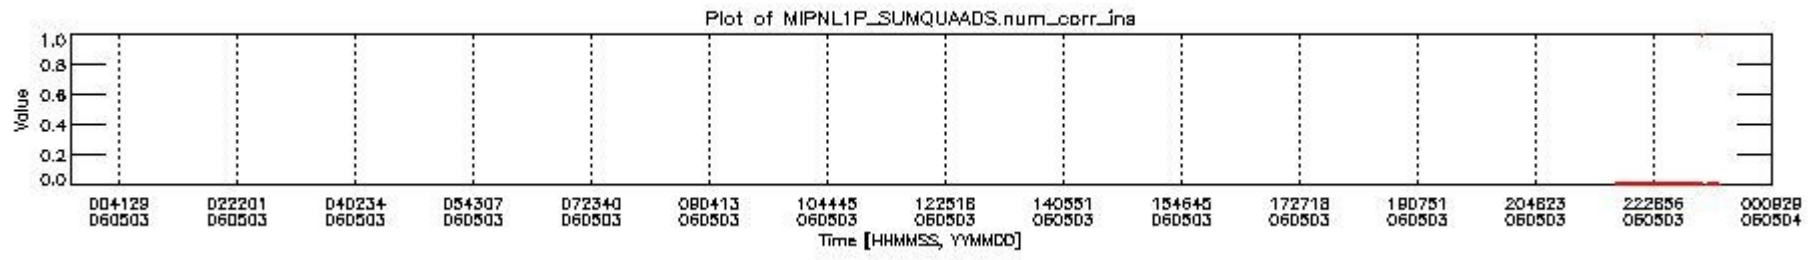 Plot of MIPNL1P_SUMQUAADS.num_corr_ins
1.0
0.8
0.6
0.4
0.2
0.0
Value
004129 022201 040234 054307 072340 090413 104445 122518 140551 154645 172718 190751 204823 222856 000929
060503 060503 060503 060503 060503 060503 060503 060503 060503 060503 060503 060503 060503 060503 060504
Time [HHMMSS, YYMMDD]